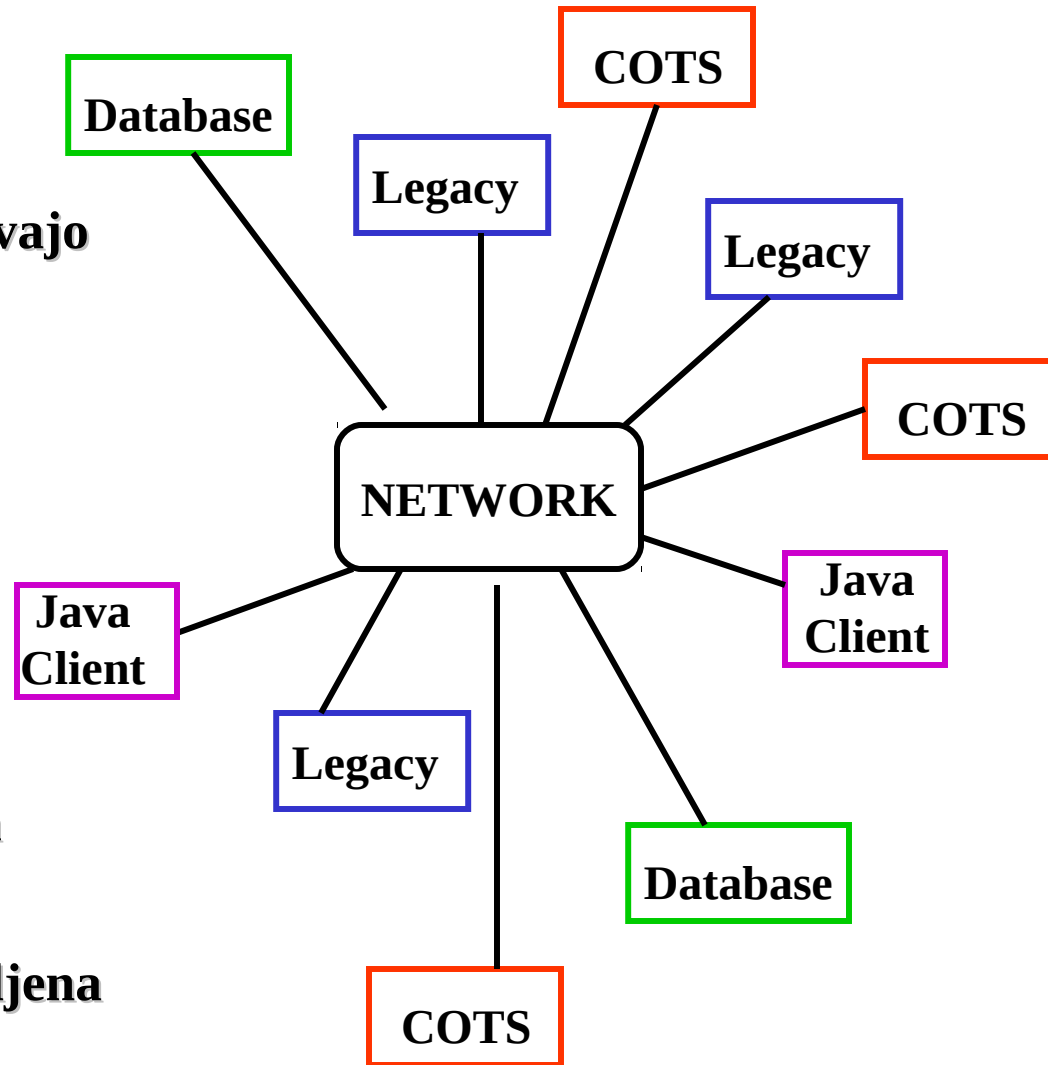 COTS
Database
Legacy
vajo
Legacy
COTS
NETWORK
Java
Client
Java
Client
Legacy
Database
ljena
COTS